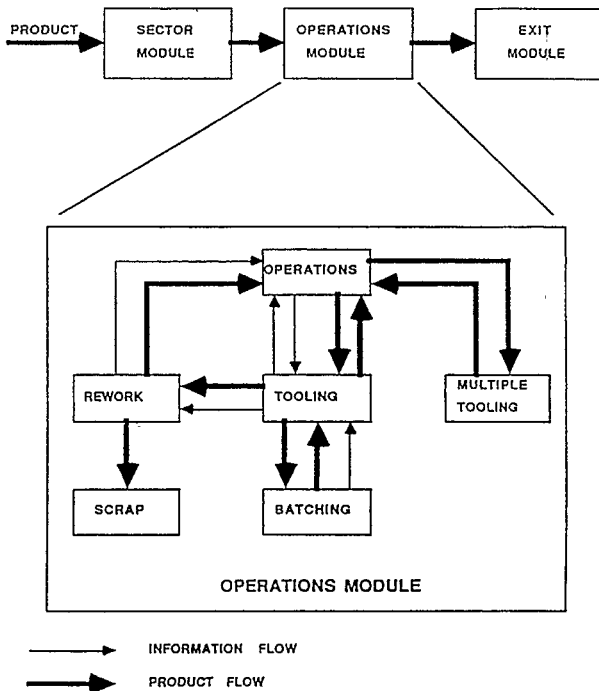 PRODUCT
SECTOR
MODULE
OPERATIONS
MODULE
EXIT
MODULE
OPERATIONS
REWORK
TOOLING
MULTIPLE
TOOLING
SCRAP
BATCHING
OPERATIONS MODULE
INFORMATION FLOW
PRODUCT FLOW